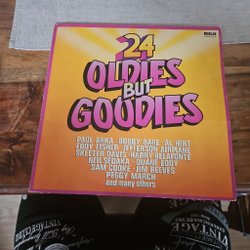 RCA
24
OLDIES
BUT
GOODIES
PAUL ANKA · BOBBY BARE · AL HIRT
EDDY FISHER · JEFFERSON AIRPLANE
SKEETER DAVIS · HARRY BELAFONTE
NEIL SEDAKA · DUANE EDDY
SAM COOKE · JIM REEVES
PEGGY MARCH
and many others
VINTAGE